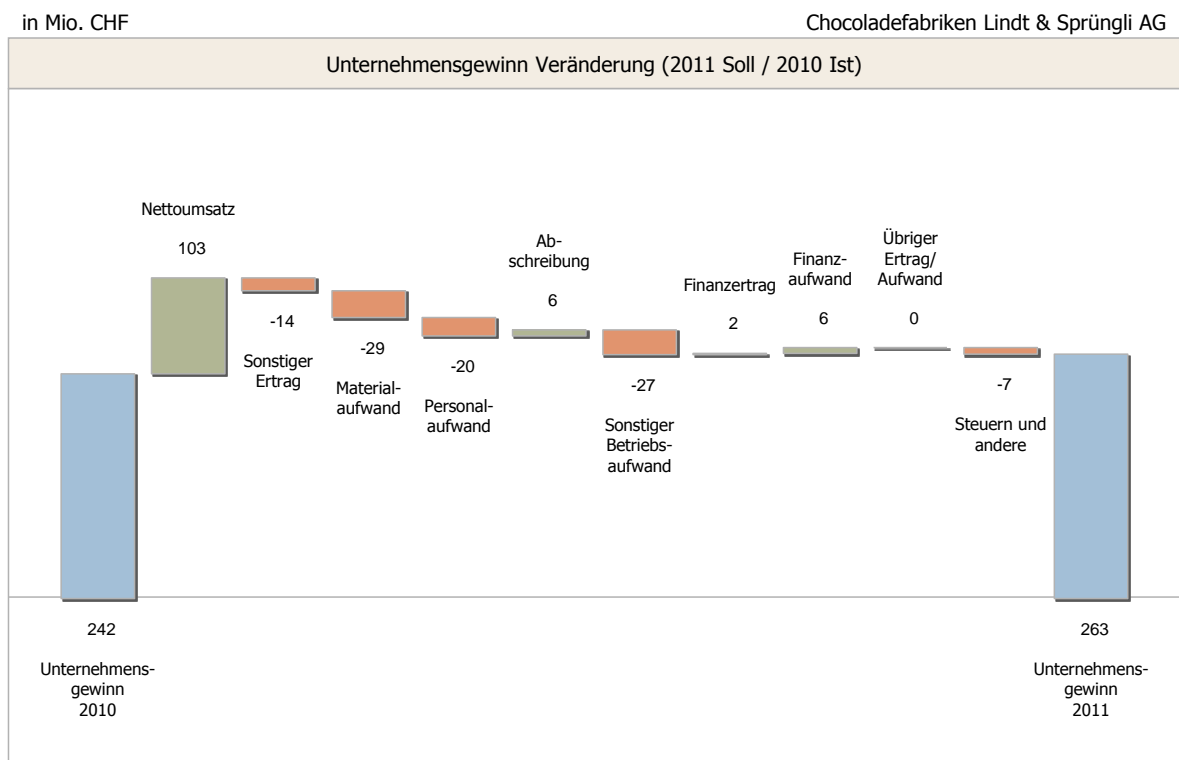 in Mio. CHF
Chocoladefabriken Lindt & Sprüngli AG
Unternehmensgewinn Veränderung (2011 Soll / 2010 Ist)
Nettoumsatz
103
-14
Sonstiger
Ertrag
-29
Material-
aufwand
-20
Personal-
aufwand
Ab-
schreibung
6
-27
Sonstiger
Betriebs-
aufwand
Finanzertrag
2
Finanz-
aufwand
6
Übriger
Ertrag/
Aufwand
0
-7
Steuern und
andere
242
Unternehmens-
gewinn
2010
263
Unternehmens-
gewinn
2011